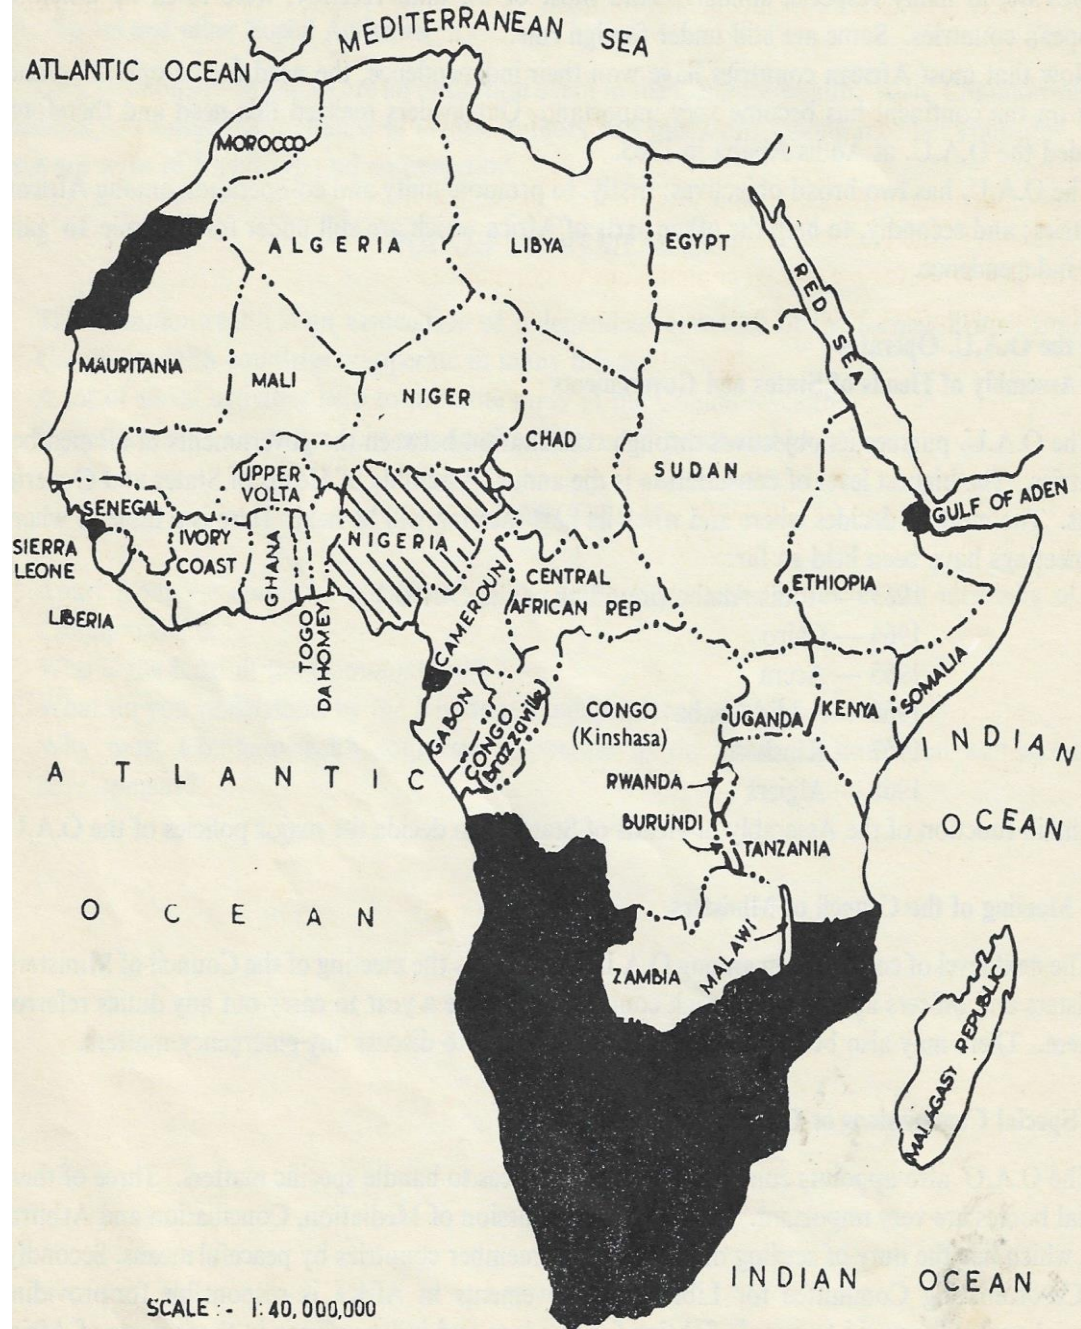 MEDITERRANEAN SEA
ATLANTIC OCEAN
MOROCCO
ALGERIA
LIBYA
EGYPT
RED SEA
MAURITANIA
MALI
NIGER
CHAD
SUDAN
UPPER
VOLTA
SENEGAL
GULF OF ADEN
SIERRA
LEONE
IVORY
COAST
GHANA
NIGERIA
LIBERIA
TOGO
DAHOMEY
CAMEROUN
CENTRAL
AFRICAN REP
ETHIOPIA
SOMALIA
GABON
CONGO
(Brazzaville)
CONGO
(Kinshasa)
UGANDA
KENYA
INDIAN
OCEAN
ATLANTIC
OCEAN
RWANDA
BURUNDI
TANZANIA
ZAMBIA
MALAWI
MALAGASY REPUBLIC
INDIAN OCEAN
SCALE :- 1:40,000,000